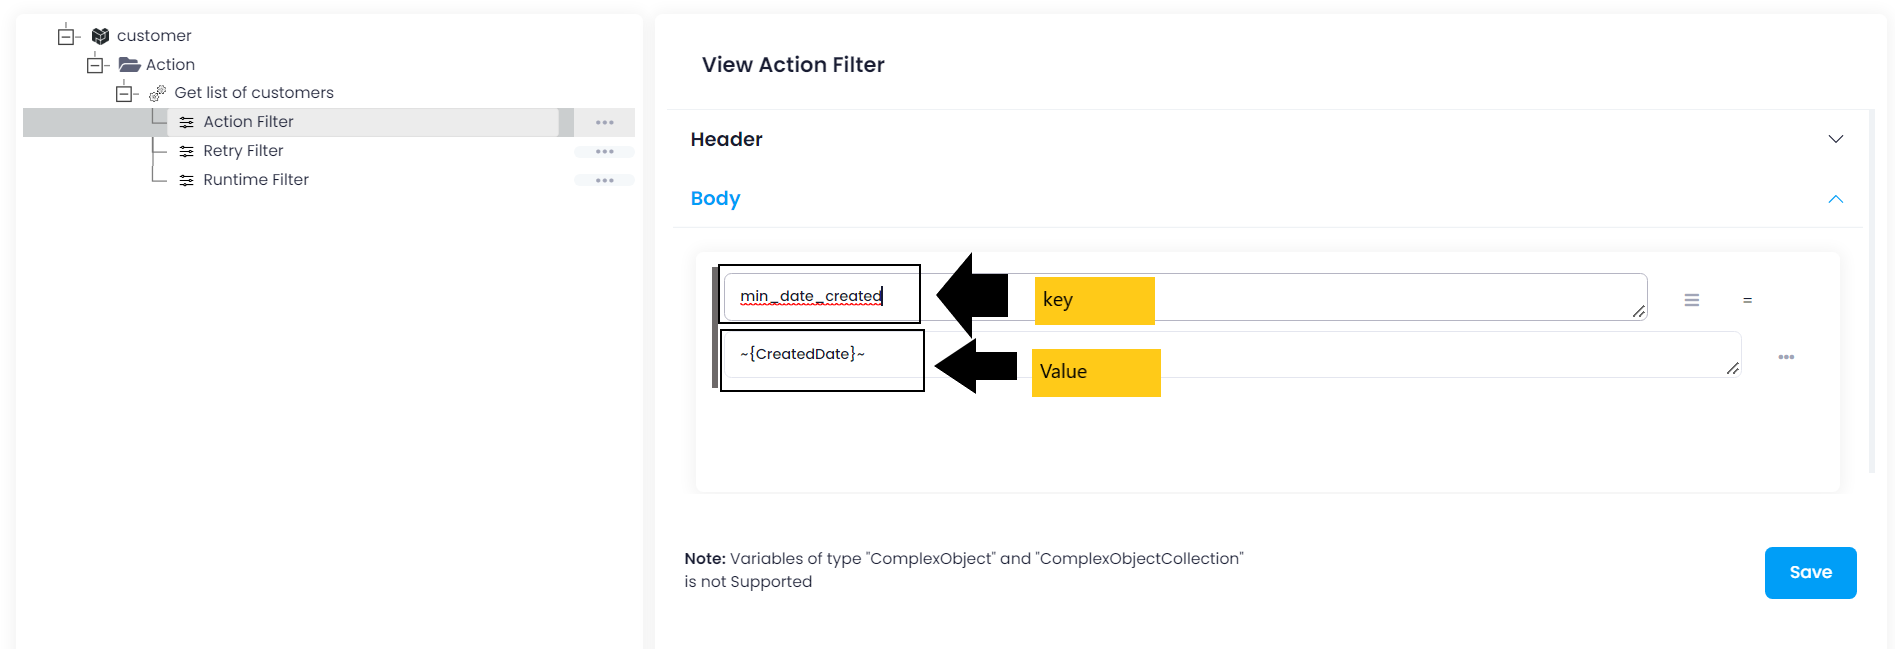 customer
Action
Get list of customers
Action Filter
Retry Filter
Runtime Filter
View Action Filter
Header
Body
min_date_created
key
=
~{CreatedDate}~
Value
Note: Variables of type "ComplexObject" and "ComplexObjectCollection"
is not Supported
Save